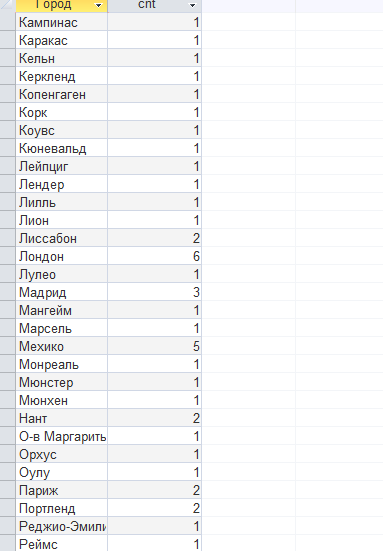 Город cnt
Кампинас 1
Каракас 1
Кельн 1
Керкленд 1
Копенгаген 1
Корк 1
Коувс 1
Кюневальд 1
Лейпциг 1
Лендер 1
Лилль 1
Лион 1
Лиссабон 2
Лондон 6
Лулео 1
Мадрид 3
Мангейм 1
Марсель 1
Мехико 5
Монреаль 1
Мюнстер 1
Мюнхен 1
Нант 2
О-в Маргариты 1
Орхус 1
Оулу 1
Париж 2
Портленд 2
Реджио-Эмили 1
Реймс 1